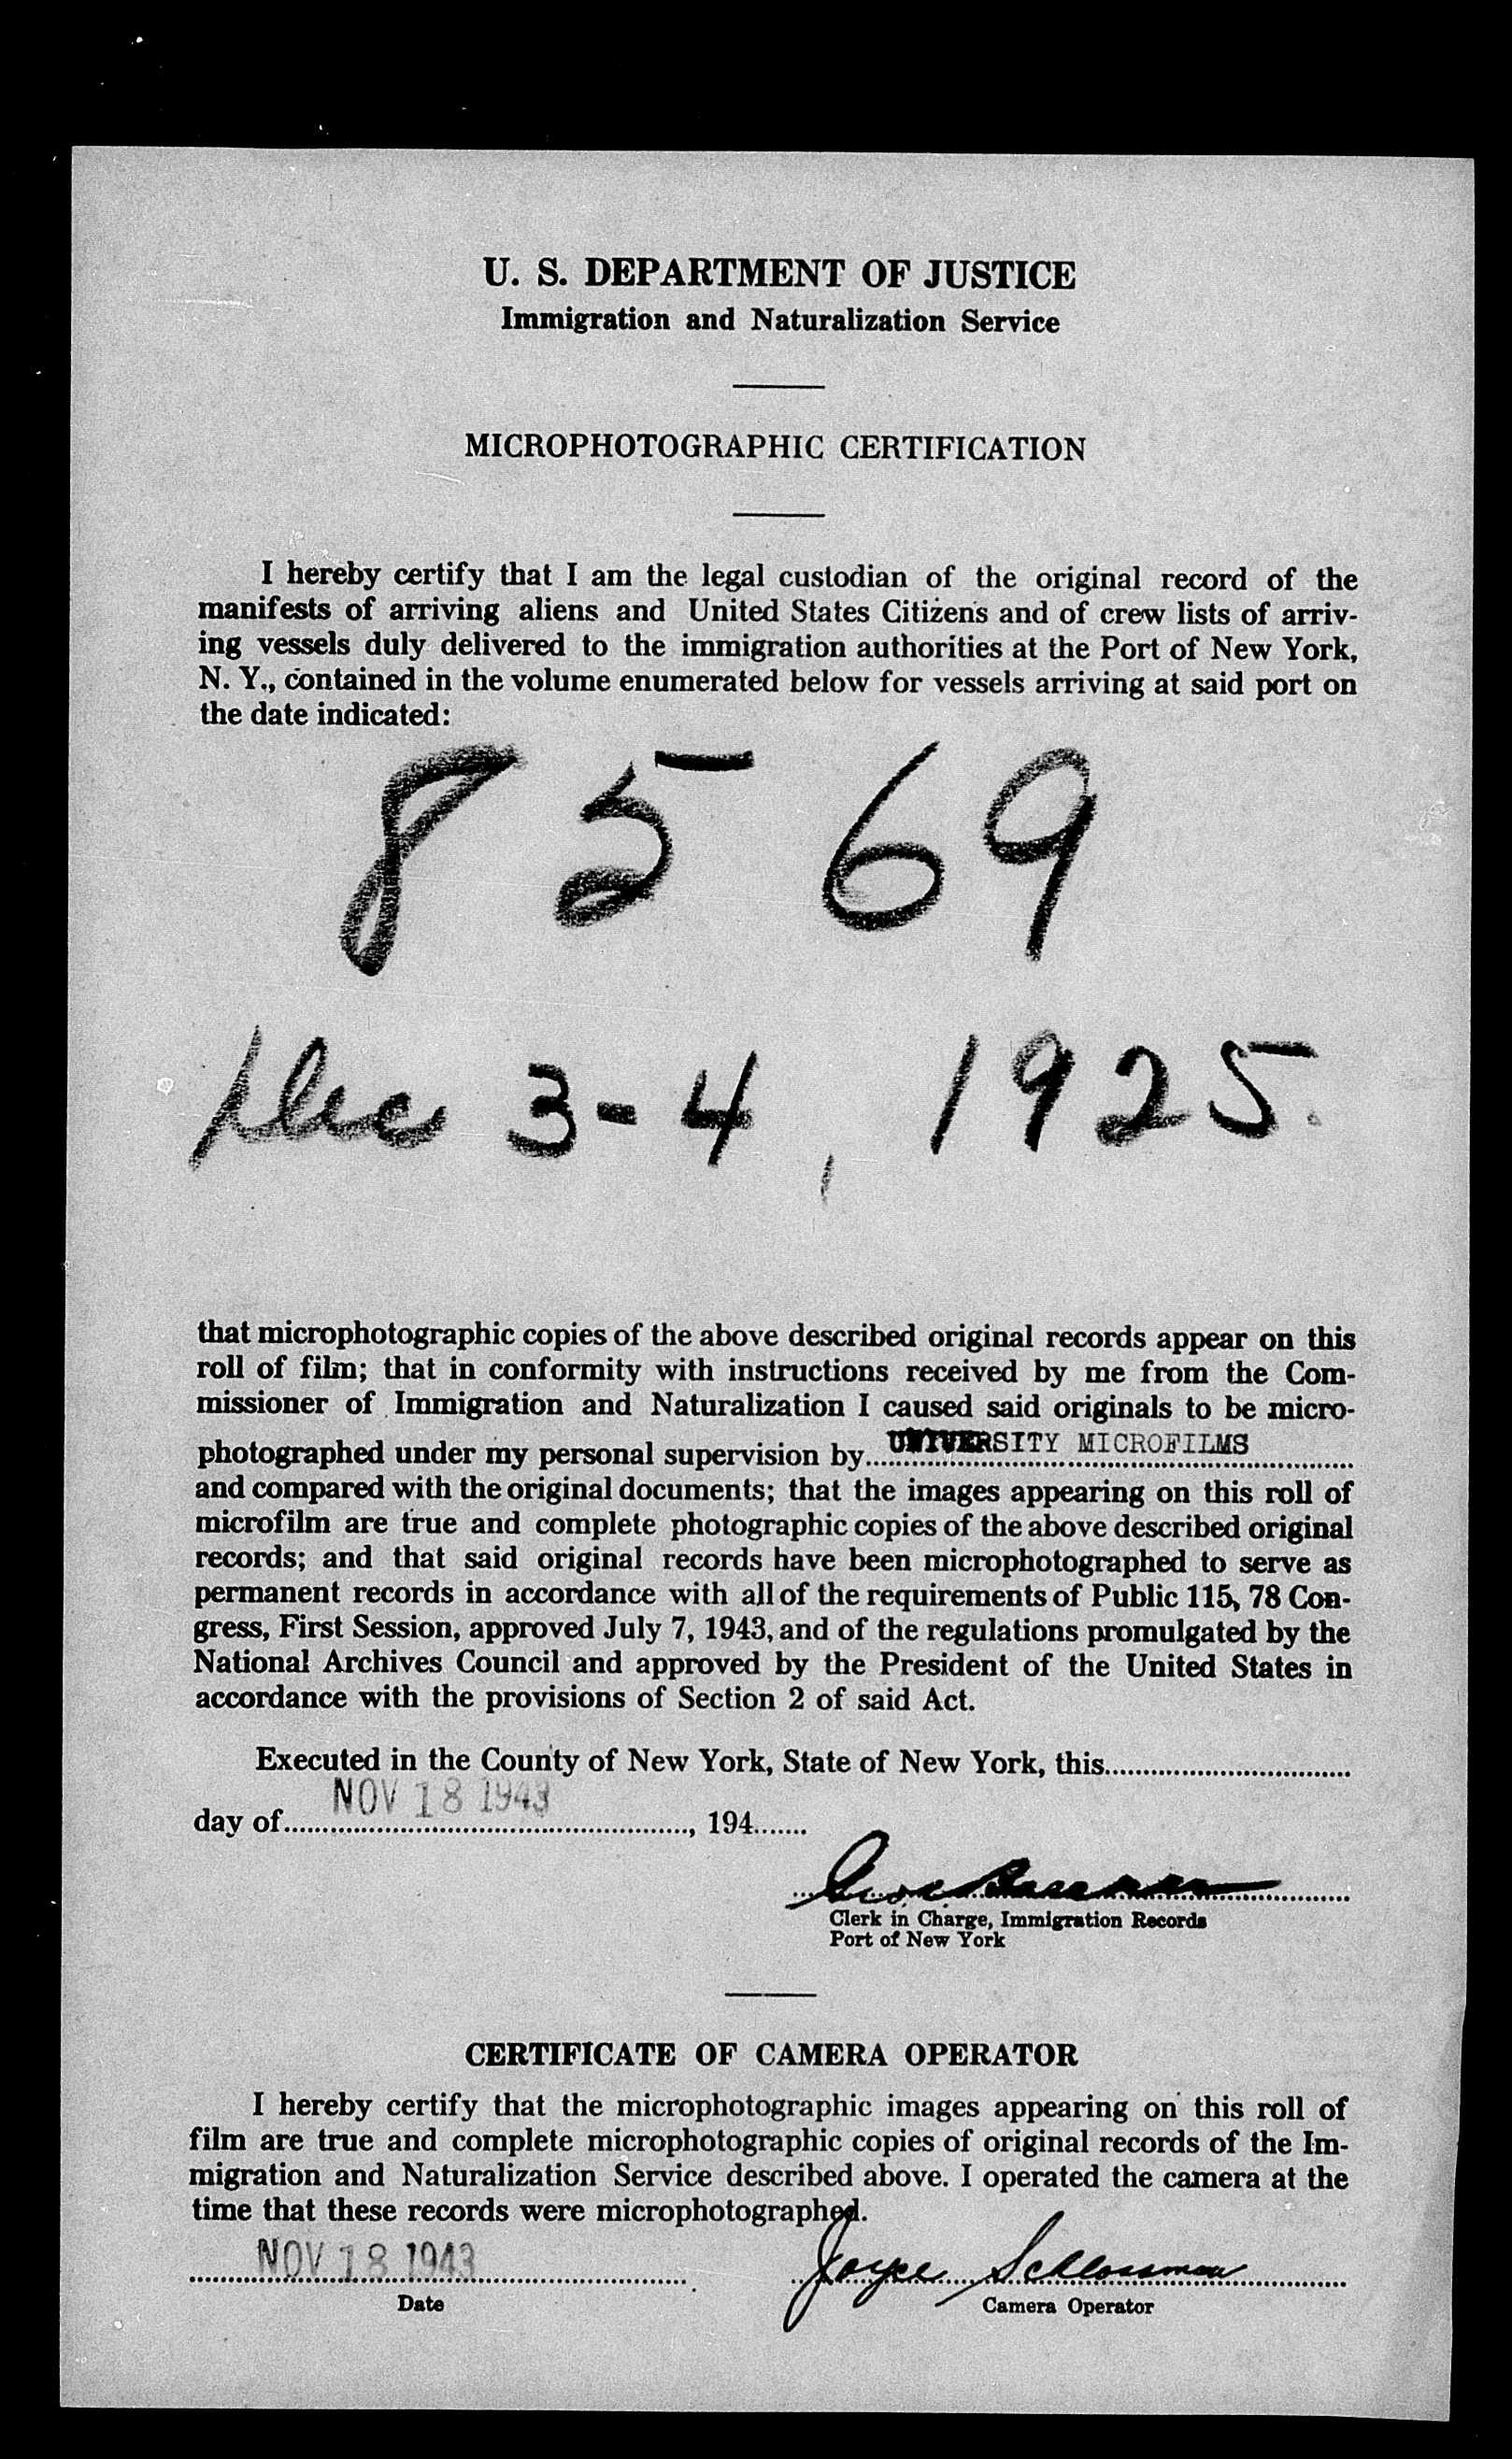 U. S. DEPARTMENT OF JUSTICE
Immigration and Naturalization Service
MICROPHOTOGRAPHIC CERTIFICATION
I hereby certify that I am the legal custodian of the original record of the
manifests of arriving aliens and United States Citizens and of crew lists of arriv-
ing vessels duly delivered to the immigration authorities at the Port of New York,
N. Y., contained in the volume enumerated below for vessels arriving at said port on
the date indicated:
8569
Dec 3-4, 1925
that microphotographic copies of the above described original records appear on this
roll of film; that in conformity with instructions received by me from the Com-
missioner of Immigration and Naturalization I caused said originals to be micro-
photographed under my personal supervision by UNIVERSITY MICROFILMS
and compared with the original documents; that the images appearing on this roll of
microfilm are true and complete photographic copies of the above described original
records; and that said original records have been microphotographed to serve as
permanent records in accordance with all of the requirements of Public 115, 78 Con-
gress, First Session, approved July 7, 1943, and of the regulations promulgated by the
National Archives Council and approved by the President of the United States in
accordance with the provisions of Section 2 of said Act.
Executed in the County of New York, State of New York, this
day of NOV 18 1943, 194
Clerk in Charge, Immigration Records
Port of New York
CERTIFICATE OF CAMERA OPERATOR
I hereby certify that the microphotographic images appearing on this roll of
film are true and complete microphotographic copies of original records of the Im-
migration and Naturalization Service described above. I operated the camera at the
time that these records were microphotographed.
NOV 18 1943 Joyce Schlossman
Date Camera Operator